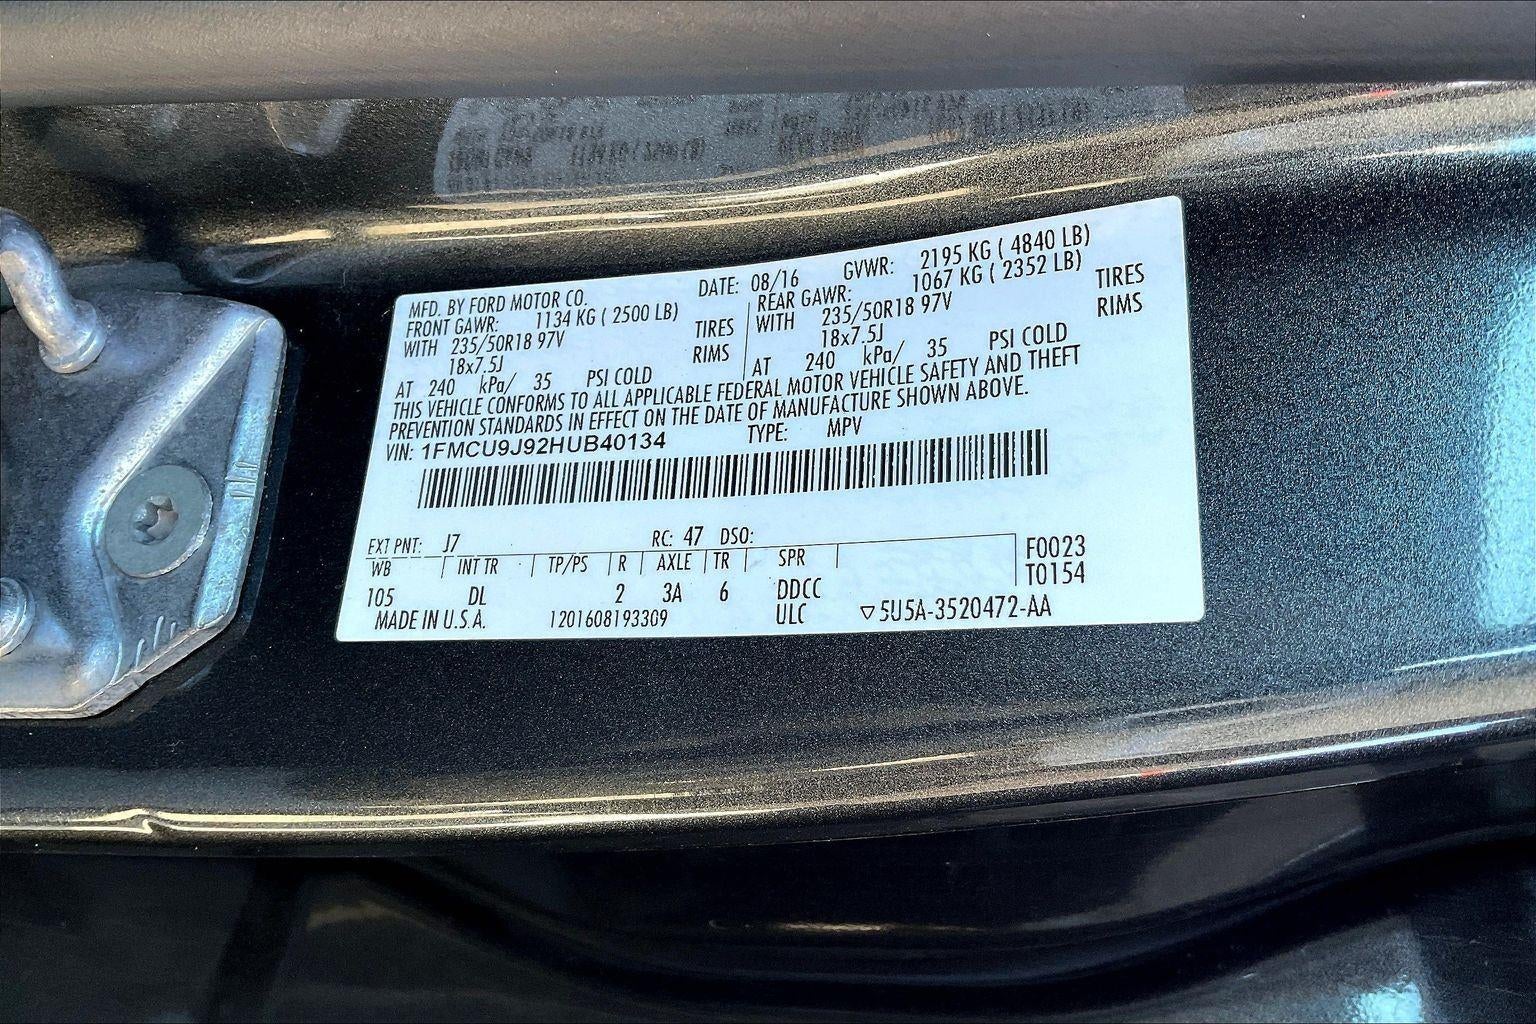 MFD. BY FORD MOTOR CO. DATE: 08/16 GVWR: 2195 KG ( 4840 LB)
FRONT GAWR: 1134 KG ( 2500 LB) REAR GAWR: 1067 KG ( 2352 LB)
WITH 235/50R18 97V TIRES WITH 235/50R18 97V TIRES
18x7.5J RIMS 18x7.5J RIMS
AT 240 kPa/ 35 PSI COLD AT 240 kPa/ 35 PSI COLD
THIS VEHICLE CONFORMS TO ALL APPLICABLE FEDERAL MOTOR VEHICLE SAFETY AND THEFT
PREVENTION STANDARDS IN EFFECT ON THE DATE OF MANUFACTURE SHOWN ABOVE.
VIN: 1FMCU9J92HUB40134 TYPE: MPV
EXT PNT: J7 RC: 47 DSO:
WB INT TR TP/PS R AXLE TR SPR F0023
105 DL 2 3A 6 DDCC T0154
MADE IN U.S.A. 1201608193309 ULC ▽5U5A-3520472-AA